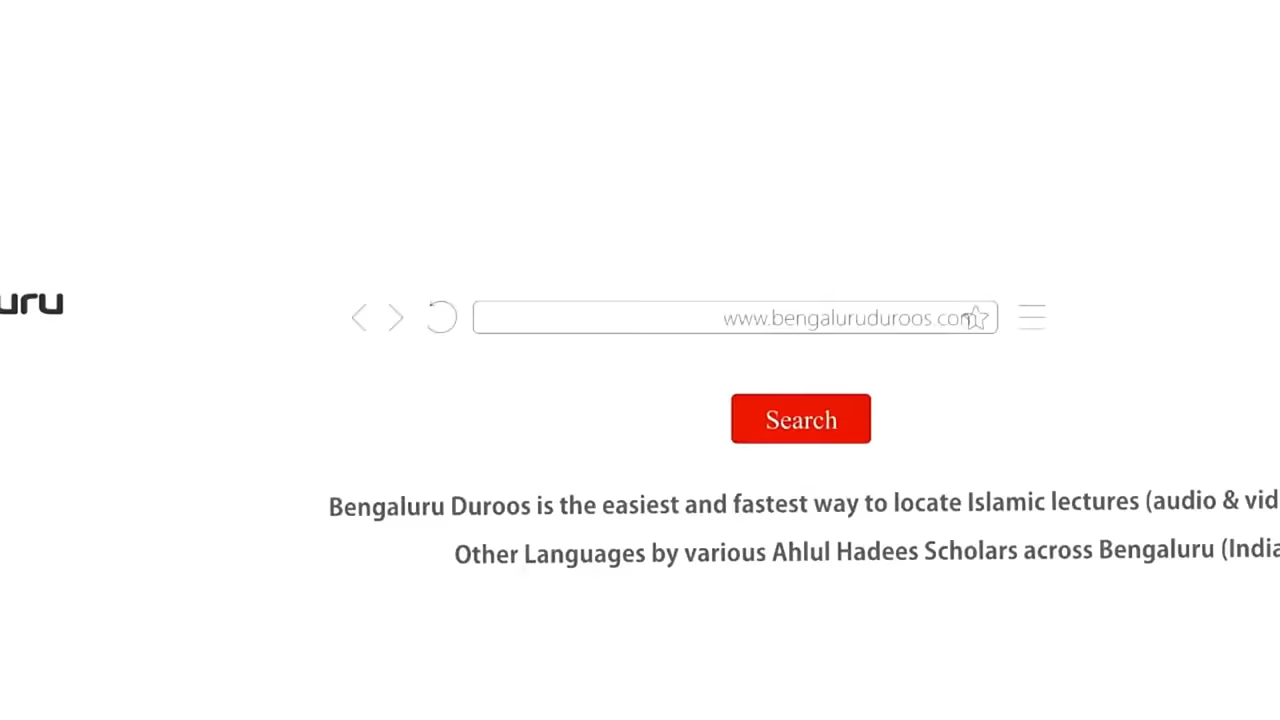 uru
www.bengaluruduroos.com
Search
Bengaluru Duroos is the easiest and fastest way to locate Islamic lectures (audio & vid
Other Languages by various Ahlul Hadees Scholars across Bengaluru (India